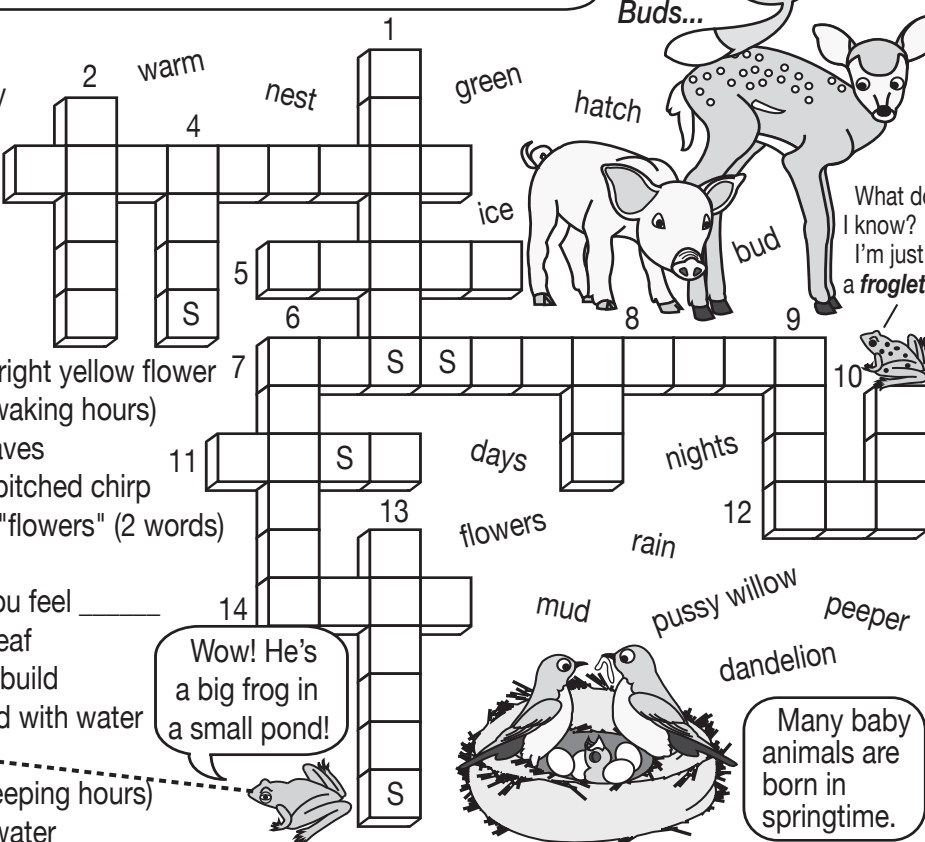 Buds...
1
2
warm
nest
green
hatch
4
ice
bud
What
I know?
I'm just
a froglet
5
6
8
9
S
7
S
S
10
right yellow flower
waking hours)
11
S
days
nights
pitched chirp
"flowers" (2 words)
13
12
flowers
rain
ou feel ______
14
mud
pussy willow
peeper
eaf
build
d with water
Wow! He's
a big frog in
a small pond!
dandelion
Many baby
animals are
born in
springtime.
eeping hours)
S
water